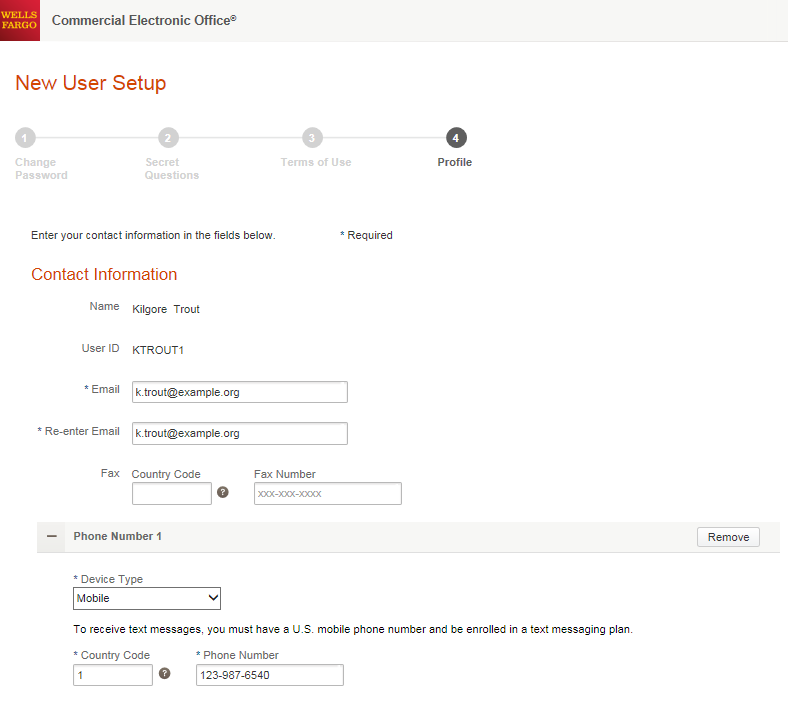 WELLS
FARGO
Commercial Electronic Office®
New User Setup
1 2 3 4
Change Password Secret Questions Terms of Use Profile
Enter your contact information in the fields below. * Required
Contact Information
Name Kilgore Trout
User ID KTROUT1
* Email k.trout@example.org
* Re-enter Email k.trout@example.org
Fax Country Code Fax Number
? xxx-xxx-xxxx
− Phone Number 1 Remove
* Device Type
Mobile
To receive text messages, you must have a U.S. mobile phone number and be enrolled in a text messaging plan.
* Country Code * Phone Number
1 ? 123-987-6540